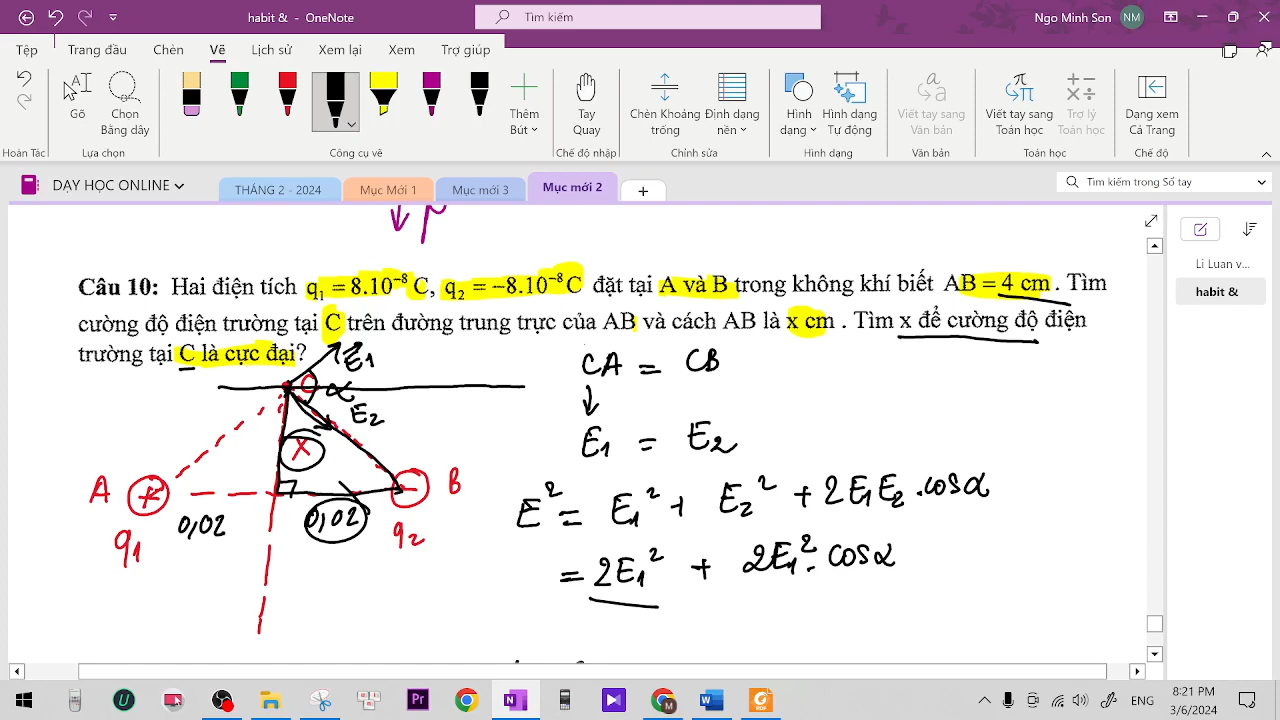 habit & - OneNote
Tìm kiếm
Ngo Minh Son NM
Tệp Trang đầu Chèn Vẽ Lịch sử Xem lại Xem Trợ giúp
Gõ
Chọn Bằng dây
Thêm Bút
Tay Quay
Chèn Khoảng trống
Định dạng nền
Hình dạng
Hình dạng Tự động
Viết tay sang Văn bản
Viết tay sang Toán học
Trợ lý Toán học
Dạng xem Cả Trang
Hoàn Tác Lựa chọn Công cụ vẽ Chế độ nhập Chỉnh sửa Hình dạng Văn bản Toán học Chế độ
DẠY HỌC ONLINE THÁNG 2 - 2024 Mục Mới 1 Mục mới 3 Mục mới 2 +
Tìm kiếm trong Sổ tay
Li Luan v...
habit &
Câu 10: Hai điện tích q₁ = 8.10⁻⁸ C, q₂ = −8.10⁻⁸ C đặt tại A và B trong không khí biết AB = 4 cm . Tìm
cường độ điện trường tại C trên đường trung trực của AB và cách AB là x cm . Tìm x để cường độ điện
trường tại C là cực đại?
E₁
C α
E₂
X
A B
0,02 0,02
q₁ q₂
CA = CB
↓
E₁ = E₂
E² = E₁² + E₂² + 2E₁E₂.cosα
= 2E₁² + 2E₁².cosα
8:21 PM
3/6/2024